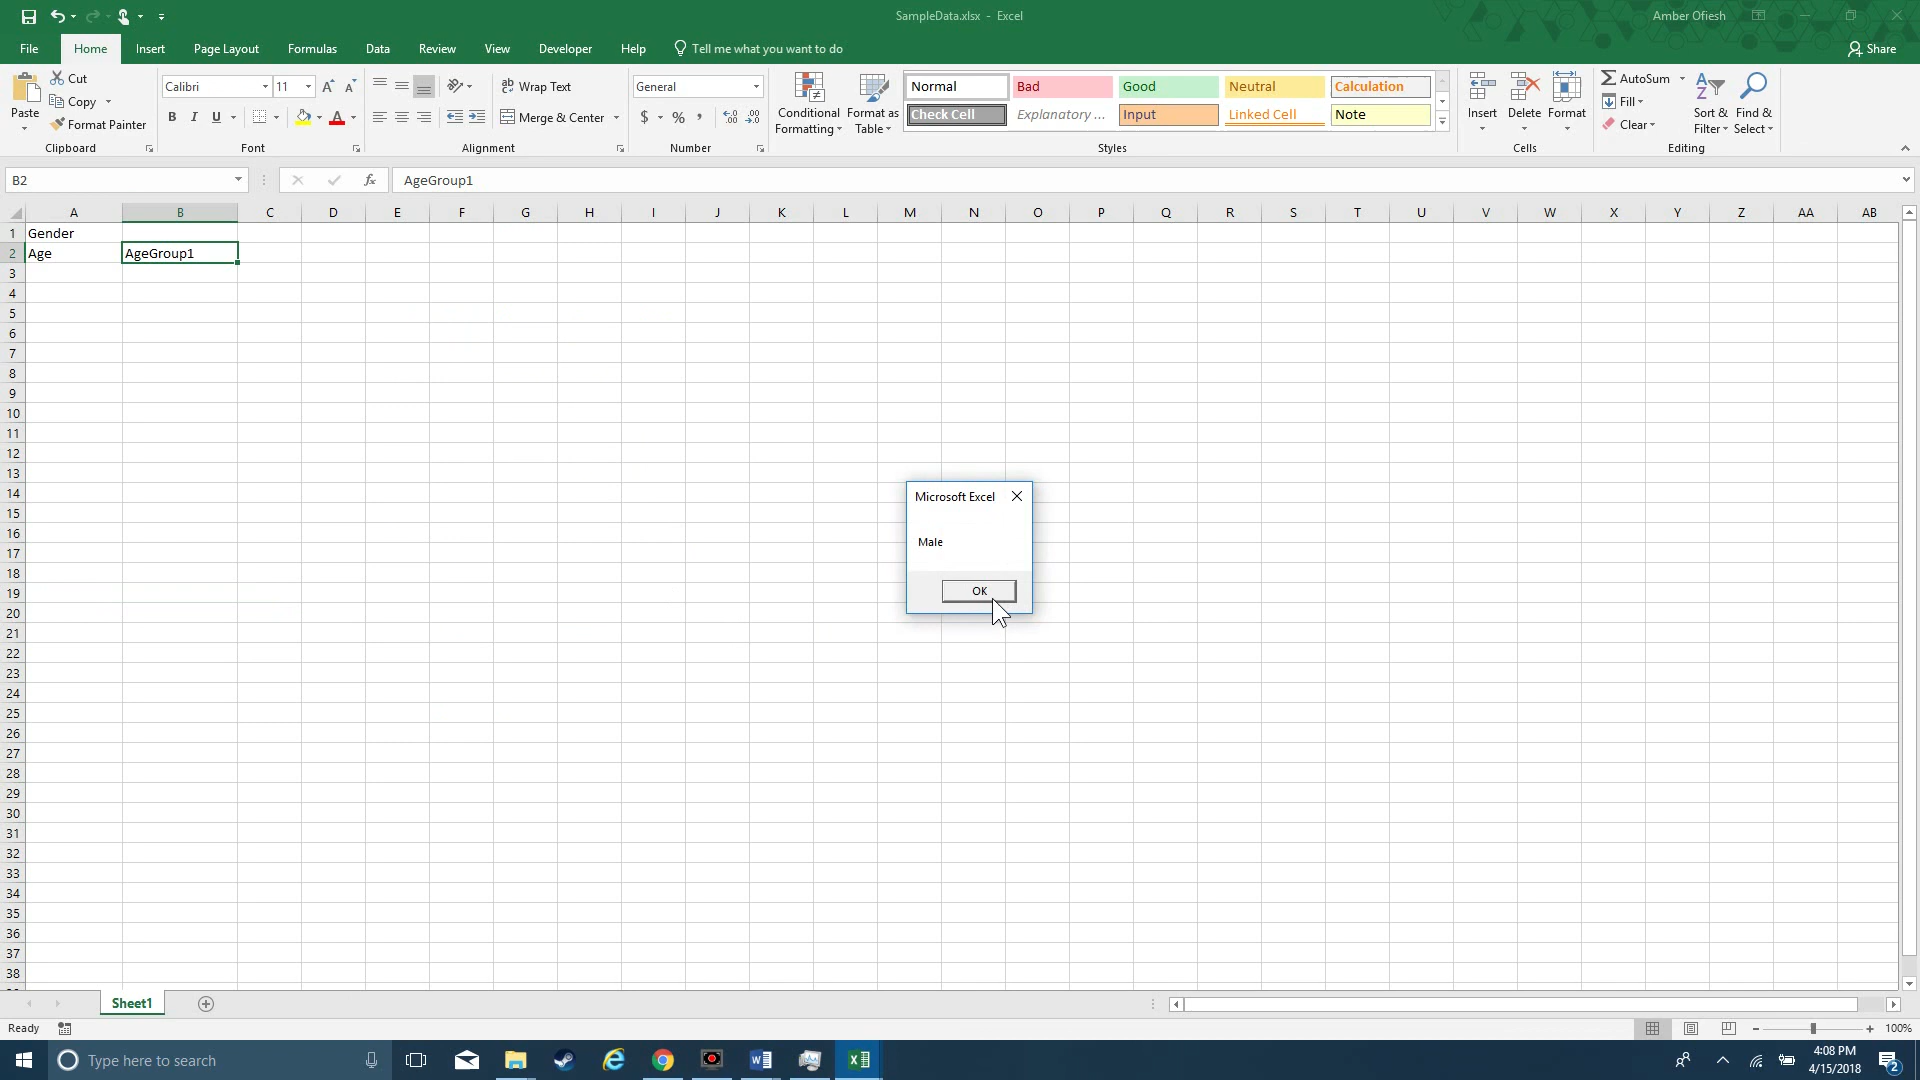 SampleData.xlsx - Excel
Amber Ofiesh
File Home Insert Page Layout Formulas Data Review View Developer Help Tell me what you want to do Share
Paste
Cut
Copy
Format Painter
Clipboard
Calibri 11
B I U
Font
Wrap Text
Merge & Center
Alignment
General
$ % ,
Number
Conditional Formatting
Format as Table
Normal Bad Good Neutral Calculation
Check Cell Explanatory ... Input Linked Cell Note
Styles
Insert Delete Format
Cells
AutoSum
Fill
Clear
Sort & Filter
Find & Select
Editing
B2
fx
AgeGroup1
A B C D E F G H I J K L M N O P Q R S T U V W X Y Z AA AB
1 Gender
2 Age AgeGroup1
3
4
5
6
7
8
9
10
11
12
13
14
15
16
17
18
19
20
21
22
23
24
25
26
27
28
29
30
31
32
33
34
35
36
37
38
Microsoft Excel
Male
OK
Sheet1
Ready
100%
Type here to search
4:08 PM
4/15/2018
2